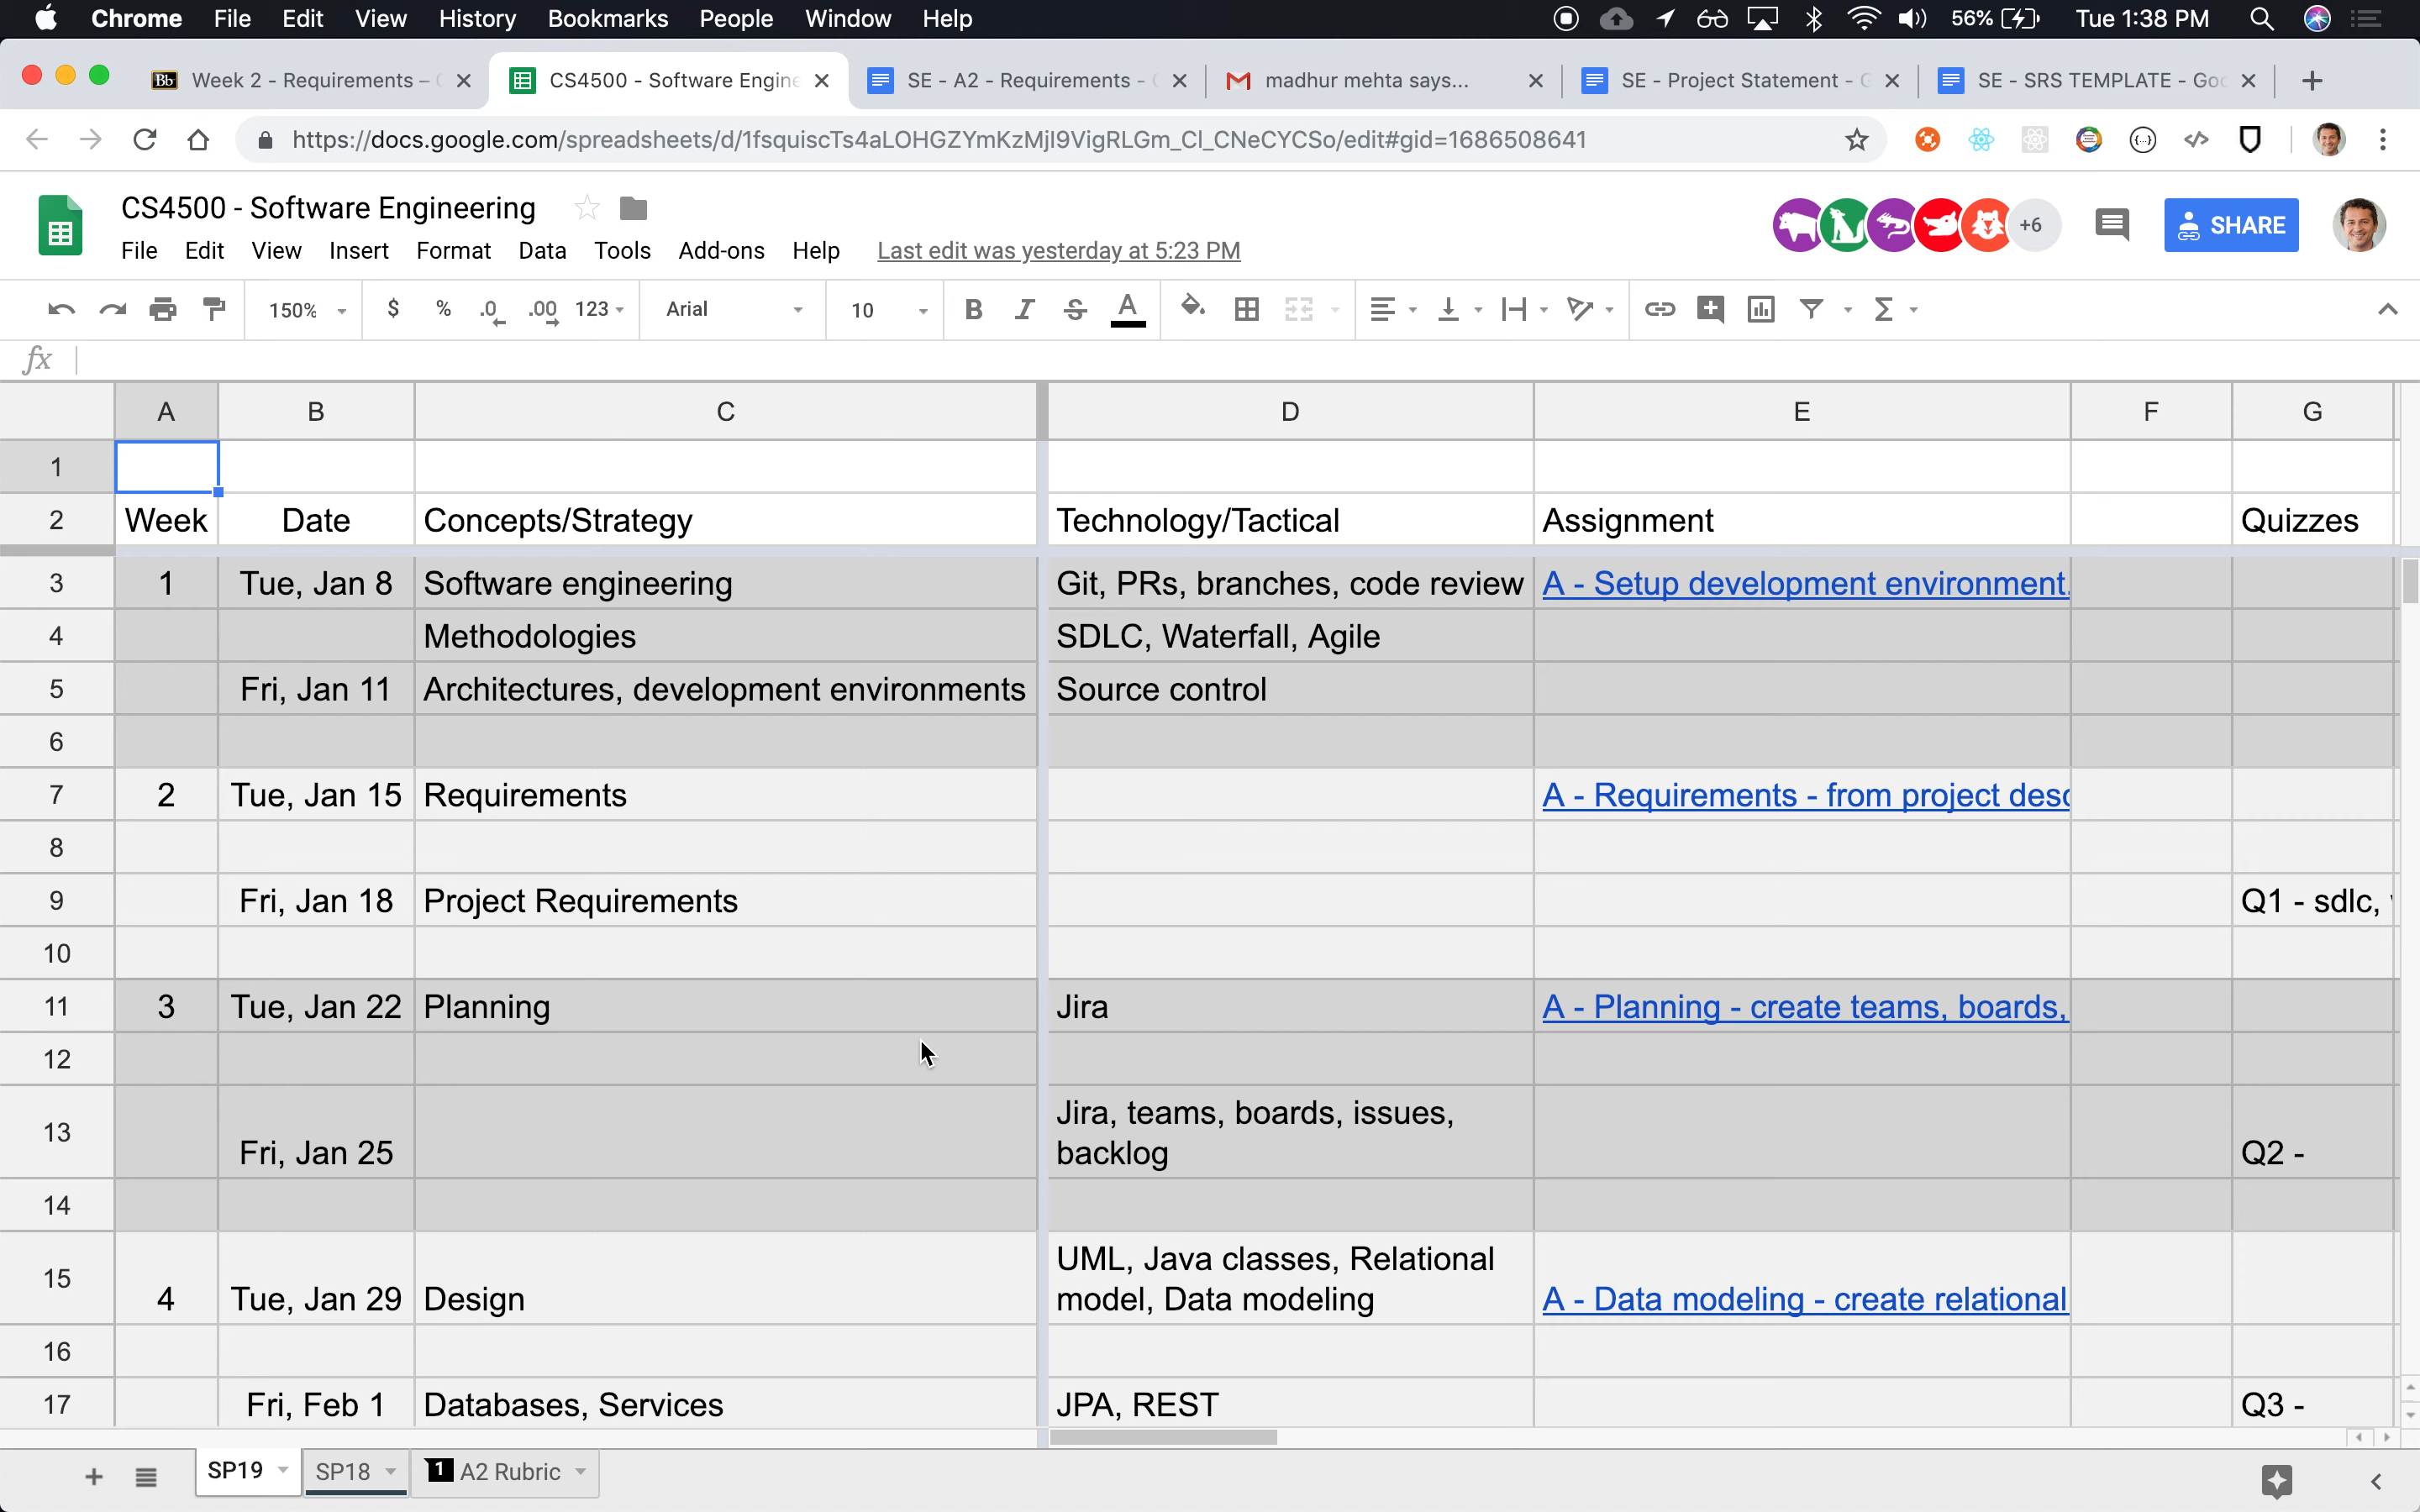 Chrome File Edit View History Bookmarks People Window Help 56% Tue 1:38 PM
Bb Week 2 - Requirements – CS4500 - Software Engine SE - A2 - Requirements - madhur mehta says... SE - Project Statement - SE - SRS TEMPLATE - Goo
https://docs.google.com/spreadsheets/d/1fsquiscTs4aLOHGZYmKzMjl9VigRLGm_Cl_CNeCYCSo/edit#gid=1686508641
CS4500 - Software Engineering
+6 SHARE
File Edit View Insert Format Data Tools Add-ons Help Last edit was yesterday at 5:23 PM
150% $ % .0 .00 123 Arial 10 B I S A Σ
fx
A B C D E F G
1
2 Week Date Concepts/Strategy Technology/Tactical Assignment Quizzes
3 1 Tue, Jan 8 Software engineering Git, PRs, branches, code review A - Setup development environment.
4 Methodologies SDLC, Waterfall, Agile
5 Fri, Jan 11 Architectures, development environments Source control
6
7 2 Tue, Jan 15 Requirements A - Requirements - from project desc
8
9 Fri, Jan 18 Project Requirements Q1 - sdlc,
10
11 3 Tue, Jan 22 Planning Jira A - Planning - create teams, boards,
12
13 Fri, Jan 25 Jira, teams, boards, issues,
backlog Q2 -
14
15 4 Tue, Jan 29 Design UML, Java classes, Relational
model, Data modeling A - Data modeling - create relational
16
17 Fri, Feb 1 Databases, Services JPA, REST Q3 -
SP19 SP18 1 A2 Rubric